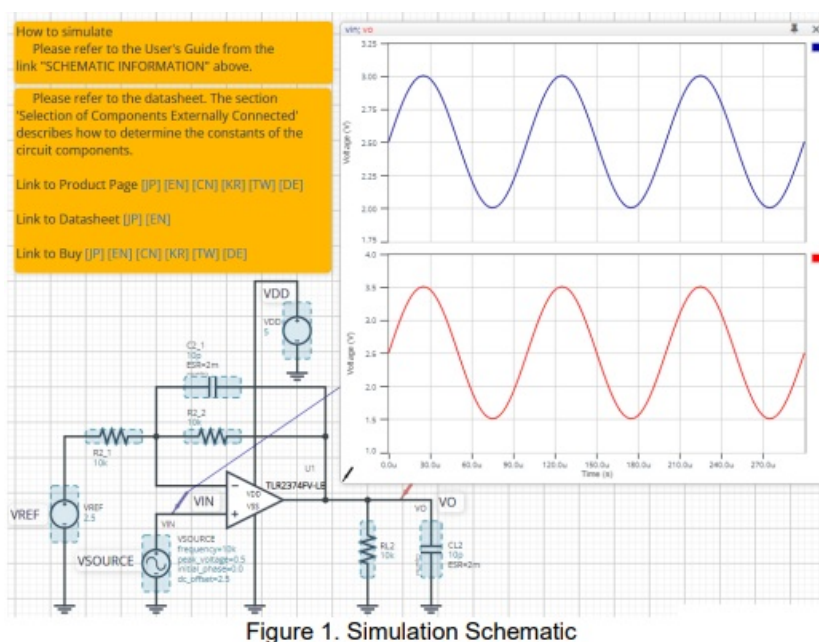 How to simulate
Please refer to the User's Guide from the
link "SCHEMATIC INFORMATION" above.
Please refer to the datasheet. The section
'Selection of Components Externally Connected'
describes how to determine the constants of the
circuit components.
Link to Product Page [JP] [EN] [CN] [KR] [TW] [DE]
Link to Datasheet [JP] [EN]
Link to Buy [JP] [EN] [CN] [KR] [TW] [DE]
vin; vo
3.25
3.00
2.75
2.50
2.25
2.00
1.75
Voltage (V)
4.0
3.5
3.0
2.5
2.0
1.5
1.0
Voltage (V)
0.0u 30.0u 60.0u 90.0u 120.0u 150.0u 180.0u 210.0u 240.0u 270.0u
Time (s)
VDD
VDD
5
C2_1
10p
ESR=2m
R2_2
10k
R2_1
10k
U1
TLR2374FV-LB
VDD
VSS
VIN
VIN
VO
VO
VREF
VREF
2.5
VSOURCE
VSOURCE
frequency=10k
peak_voltage=0.5
initial_phase=0.0
dc_offset=2.5
RL2
10k
CL2
10p
ESR=2m
Figure 1. Simulation Schematic